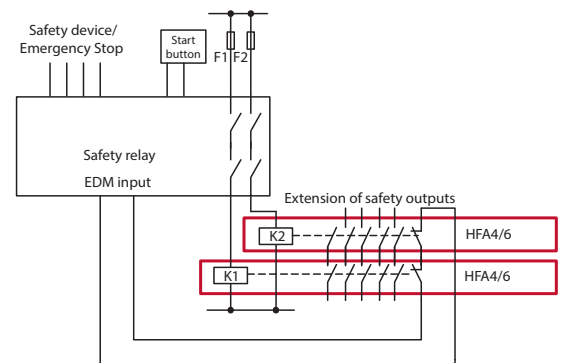 Safety device/
Emergency Stop
Start
button
F1 F2
Safety relay
EDM input
Extension of safety outputs
K2
HFA4/6
K1
HFA4/6